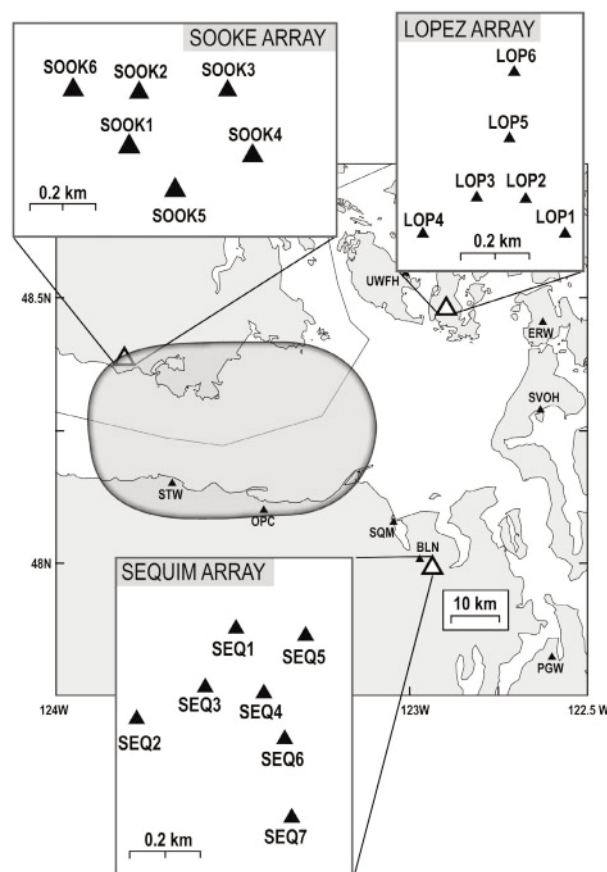 SOOKE ARRAY
SOOK6 SOOK2 SOOK3
SOOK1
SOOK4
SOOK5
0.2 km
LOPEZ ARRAY
LOP6
LOP5
LOP3 LOP2
LOP4 LOP1
0.2 km
UWFH
48.5N
ERW
SVOH
STW
OPC
SQM
BLN
48N
10 km
PGW
124W 123W 122.5 W
SEQUIM ARRAY
SEQ1 SEQ5
SEQ3 SEQ4
SEQ2
SEQ6
SEQ7
0.2 km